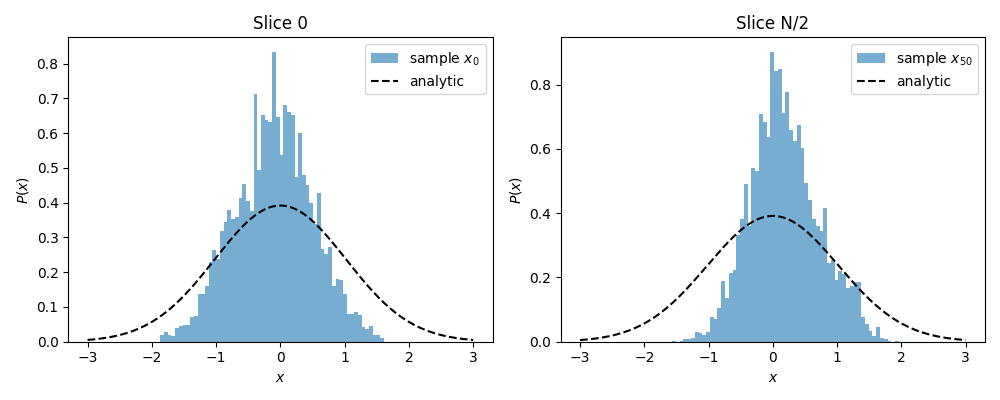 Slice 0
sample x₀
analytic
0.8
0.7
0.6
0.5
0.4
0.3
0.2
0.1
0.0
P(x)
−3 −2 −1 0 1 2 3
x
Slice N/2
sample x₅₀
analytic
0.8
0.6
0.4
0.2
0.0
P(x)
−3 −2 −1 0 1 2 3
x